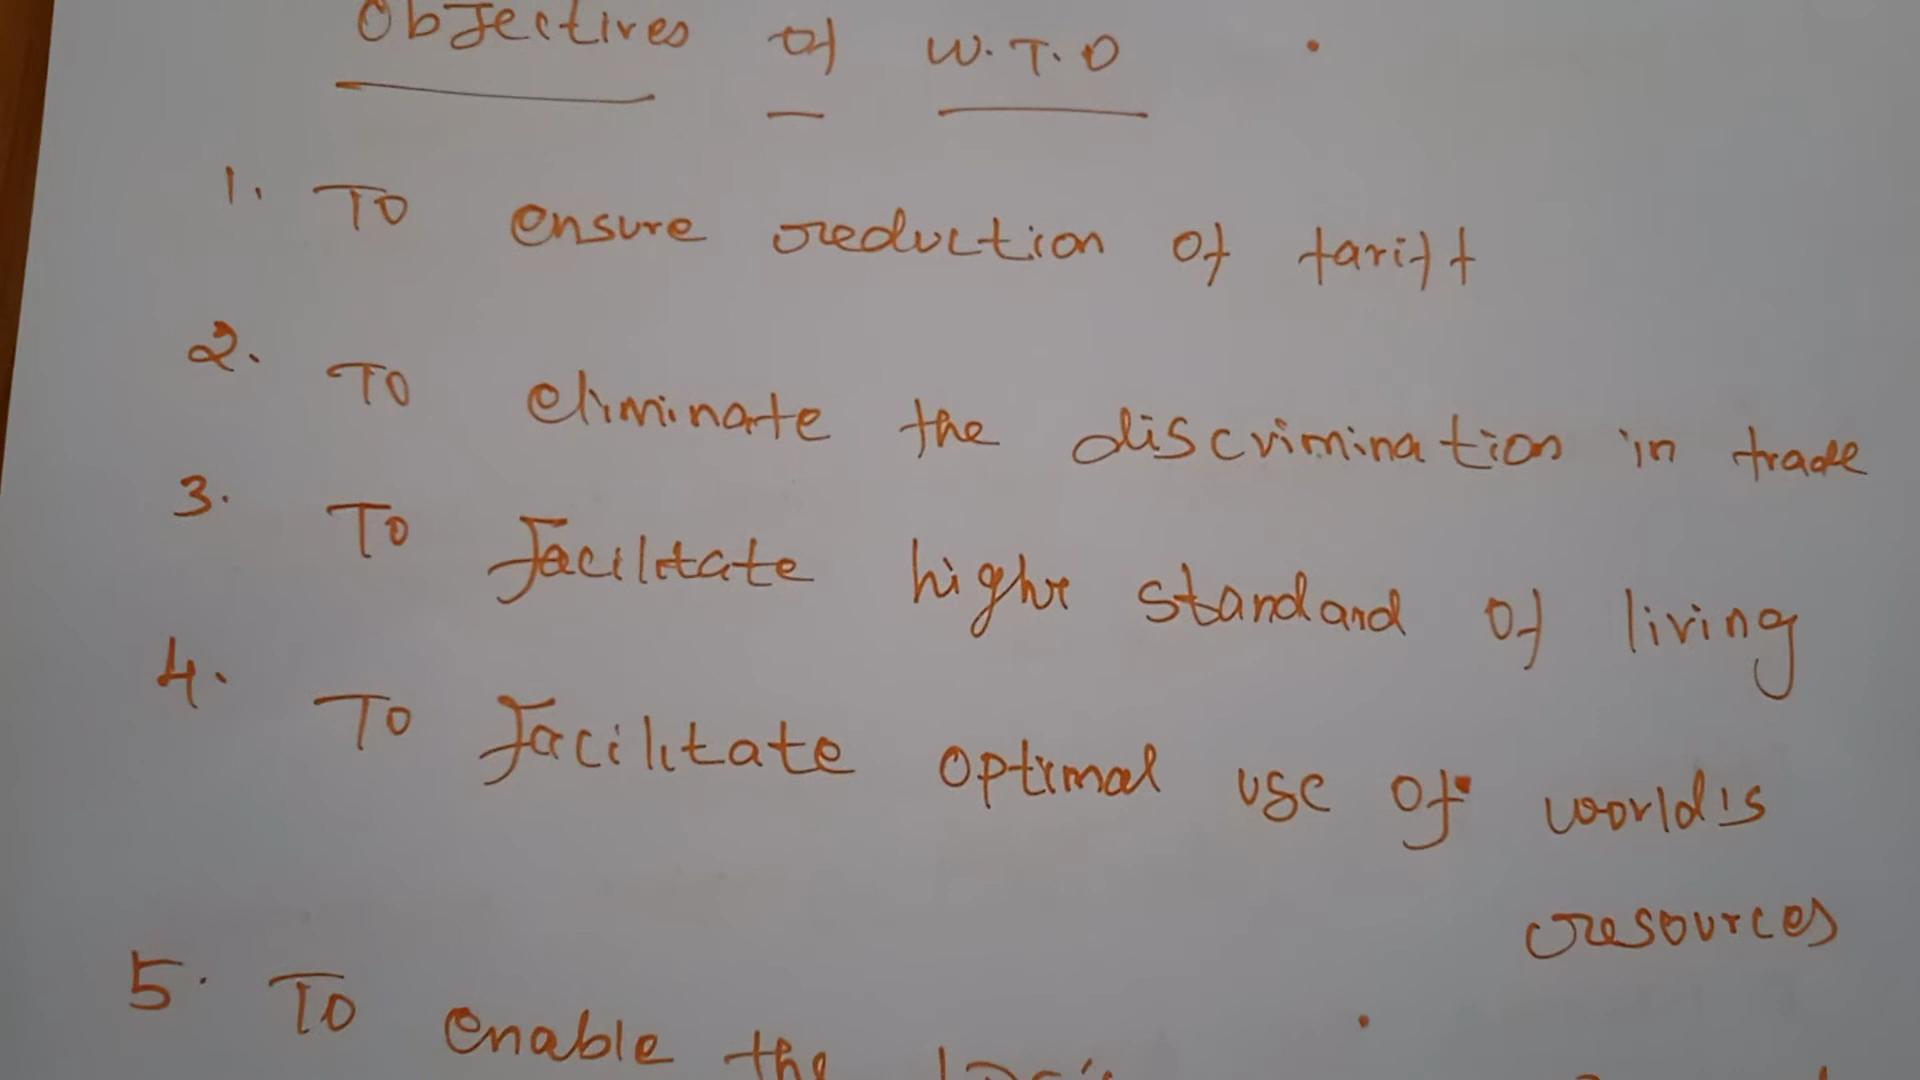 Objectives of W.T.O
1. To ensure reduction of tariff
2. To eliminate the discrimination in trade
3. To Facilitate higher standard of living
4. To Facilitate optimal use of world's
resources
5. To enable the